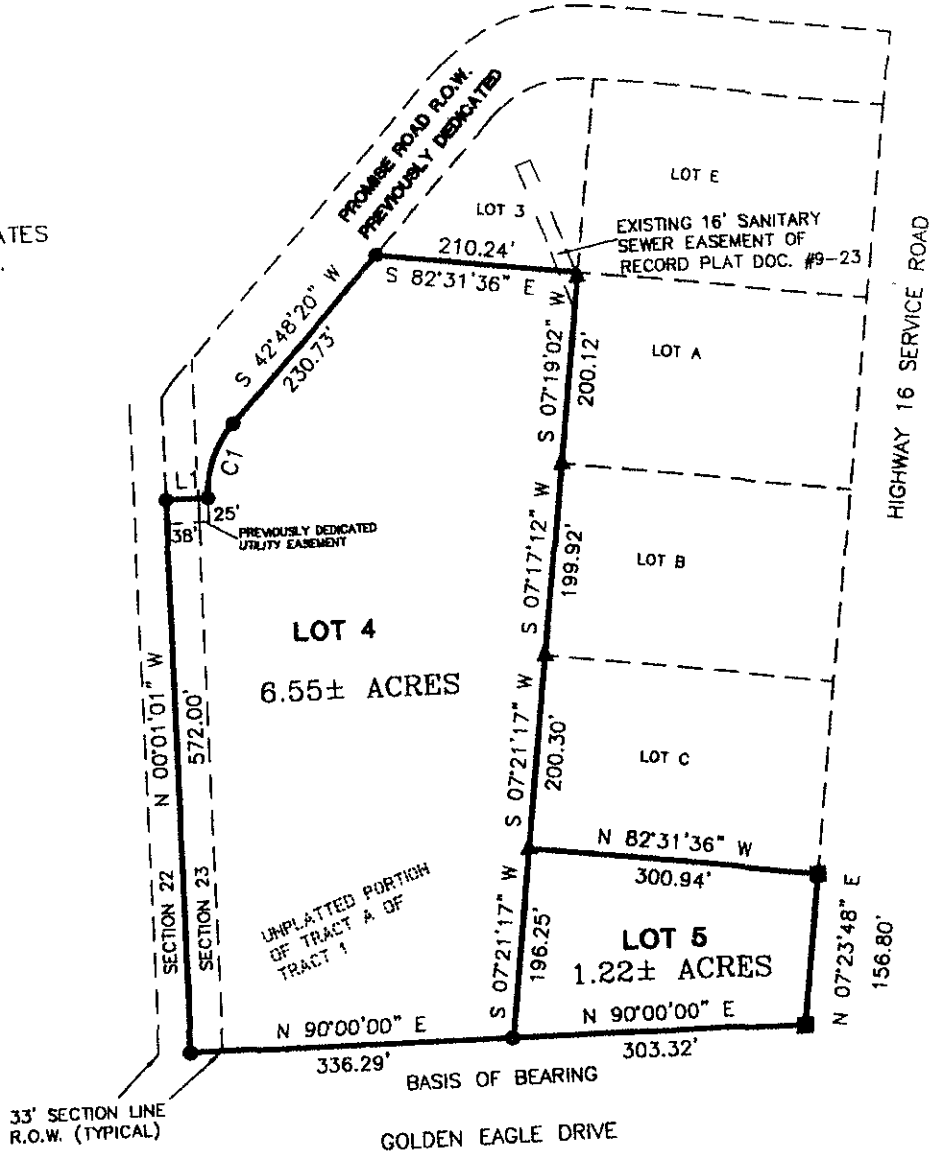 ATES
.
PROMISE ROAD R.O.W.
PREVIOUSLY DEDICATED
LOT E
LOT 3
EXISTING 16' SANITARY
SEWER EASEMENT OF
RECORD PLAT DOC. #9-23
210.24'
S 82°31'36" E
S 42°48'20" W
230.73'
S 07°19'02" W
200.12'
LOT A
HIGHWAY 16 SERVICE ROAD
C1
L1
25'
38'
PREVIOUSLY DEDICATED
UTILITY EASEMENT
S 07°17'12" W
199.92'
LOT B
LOT 4
6.55± ACRES
N 00°01'01" W
572.00'
S 07°21'17" W
200.30'
LOT C
N 82°31'36" W
300.94'
SECTION 22
SECTION 23
UNPLATTED PORTION
OF TRACT A OF
TRACT 1
S 07°21'17" W
196.25'
LOT 5
1.22± ACRES
N 07°23'48" E
156.80'
N 90°00'00" E
336.29'
N 90°00'00" E
303.32'
BASIS OF BEARING
33' SECTION LINE
R.O.W. (TYPICAL)
GOLDEN EAGLE DRIVE